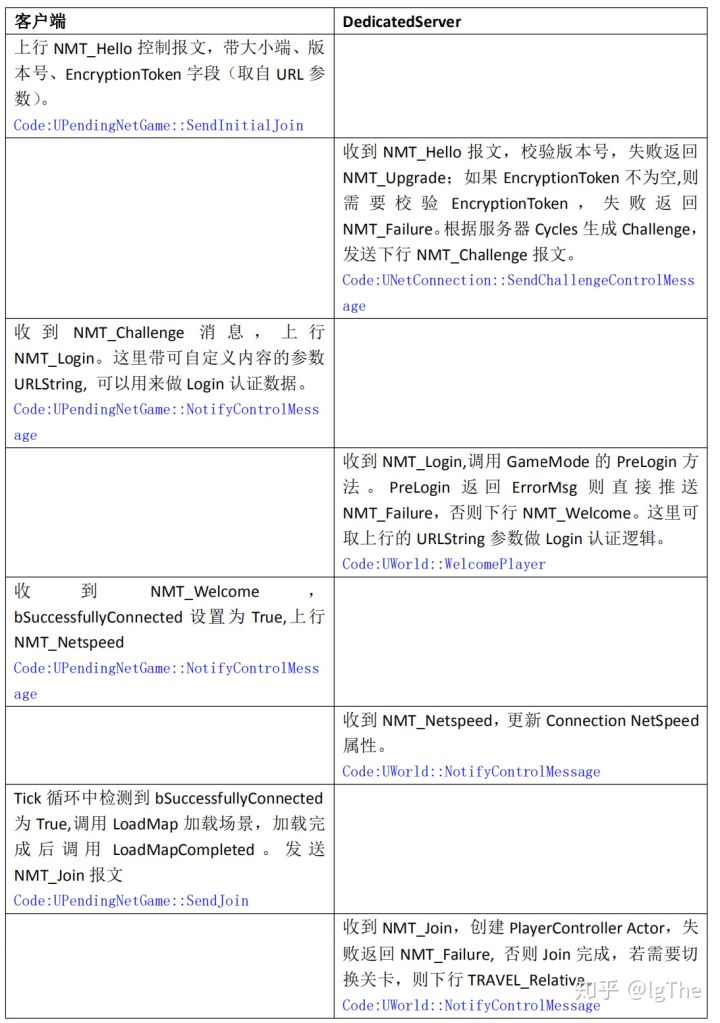 客户端
DedicatedServer
上行 NMT_Hello 控制报文，带大小端、版
本号、EncryptionToken 字段（取自 URL 参
数）。
Code:UPendingNetGame::SendInitialJoin
收到 NMT_Hello 报文，校验版本号，失败返回
NMT_Upgrade；如果 EncryptionToken 不为空,则
需要校验 EncryptionToken，失败返回
NMT_Failure。根据服务器 Cycles 生成 Challenge，
发送下行 NMT_Challenge 报文。
Code:UNetConnection::SendChallengeControlMess
age
收到 NMT_Challenge 消息，上行
NMT_Login。这里带可自定义内容的参数
URLString, 可以用来做 Login 认证数据。
Code:UPendingNetGame::NotifyControlMess
age
收到 NMT_Login,调用 GameMode 的 PreLogin 方
法。PreLogin 返回 ErrorMsg 则直接推送
NMT_Failure，否则下行 NMT_Welcome。这里可
取上行的 URLString 参数做 Login 认证逻辑。
Code:UWorld::WelcomePlayer
收到 NMT_Welcome，
bSuccessfullyConnected 设置为 True,上行
NMT_Netspeed
Code:UPendingNetGame::NotifyControlMess
age
收到 NMT_Netspeed，更新 Connection NetSpeed
属性。
Code:UWorld::NotifyControlMessage
Tick 循环中检测到 bSuccessfullyConnected
为 True,调用 LoadMap 加载场景，加载完
成后调用 LoadMapCompleted。发送
NMT_Join 报文
Code:UPendingNetGame::SendJoin
收到 NMT_Join，创建 PlayerController Actor，失
败返回 NMT_Failure, 否则 Join 完成，若需要切
换关卡，则下行 TRAVEL_Relative。
Code:UWorld::NotifyControlMessage
知乎 @lgThe